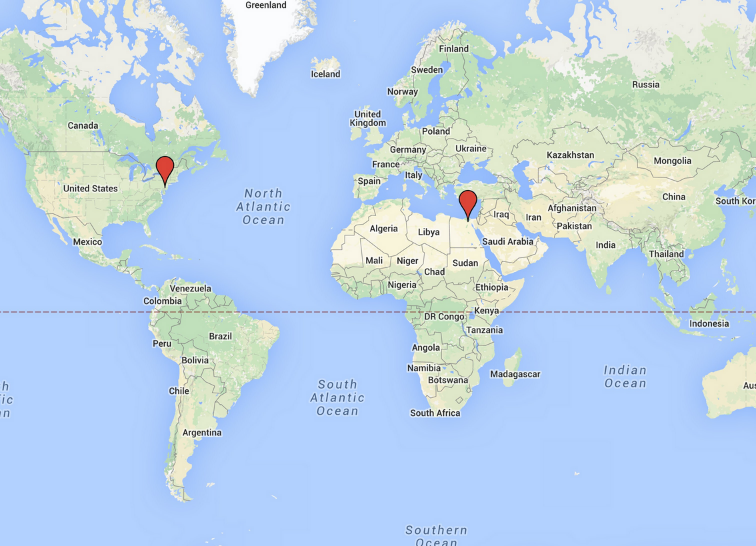 Greenland
Finland
Iceland
Sweden
Russia
Norway
United
Kingdom
Canada
Poland
Germany
Ukraine
Kazakhstan
Mongolia
France
Italy
Spain
United States
North
Atlantic
Ocean
China
South Kor
Afghanistan
Iraq
Iran
Pakistan
Algeria
Libya
Mexico
Saudi Arabia
India
Thailand
Mali
Niger
Sudan
Chad
Nigeria
Ethiopia
Venezuela
Colombia
DR Congo
Kenya
Indonesia
Tanzania
Brazil
Peru
Angola
Bolivia
Namibia
Botswana
Madagascar
Indian
Ocean
Chile
South
Atlantic
Ocean
South Africa
Aus
h
ic
an
Argentina
Southern
Ocean